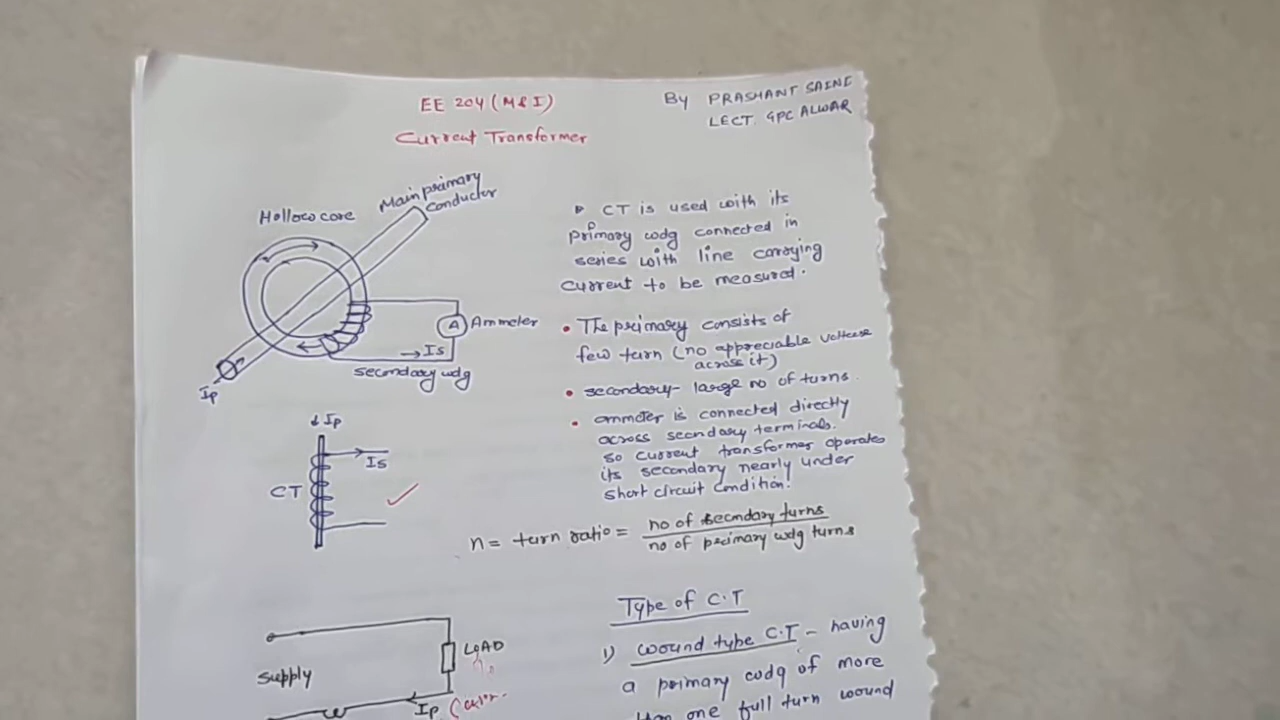 EE 204 (M & I)
Current Transformer
By PRASHANT SAINI
LECT. GPC ALWAR
Hollow core
Main primary
conductor
A Ammeter
→ Is
secondary wdg
Ip
CT is used with its
primary wdg connected in
series with line carrying
current to be measured.
• The primary consists of
few turn (no appreciable voltage
across it)
• secondary- large no of turns.
• ammeter is connected directly
across secndary terminals.
so current transformer operates
its secondary nearly under
short circuit condition!
↓ Ip
Is
CT
n = turn ratio = no of secndary turns
no of primary wdg turns
Type of C.T
1) wound type C.T - having
a primary wdg of more
than one full turn wound
LOAD
supply
Ip